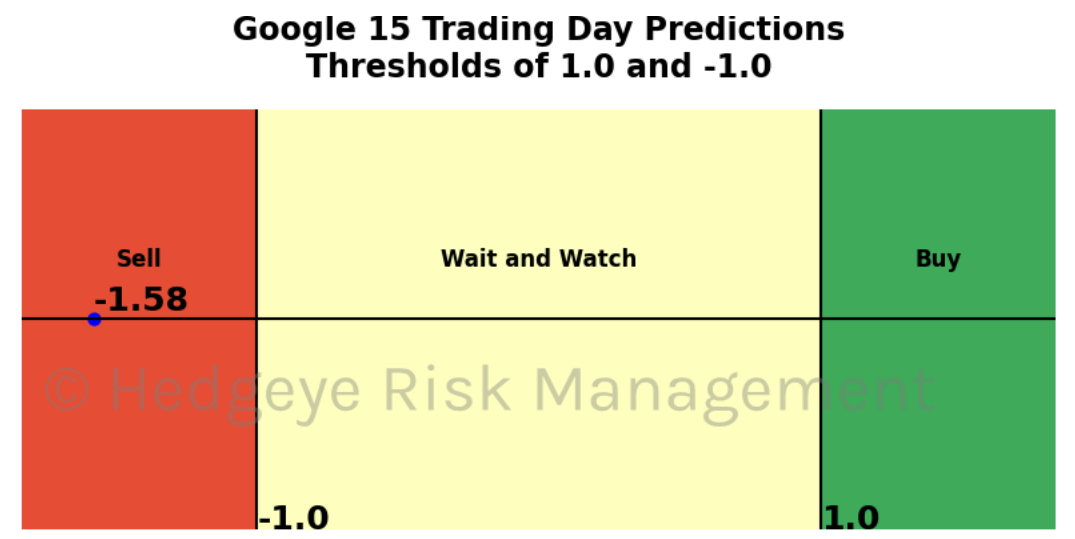 Google 15 Trading Day Predictions
Thresholds of 1.0 and -1.0
Sell
Wait and Watch
Buy
-1.58
© Hedgeye Risk Management
-1.0
1.0